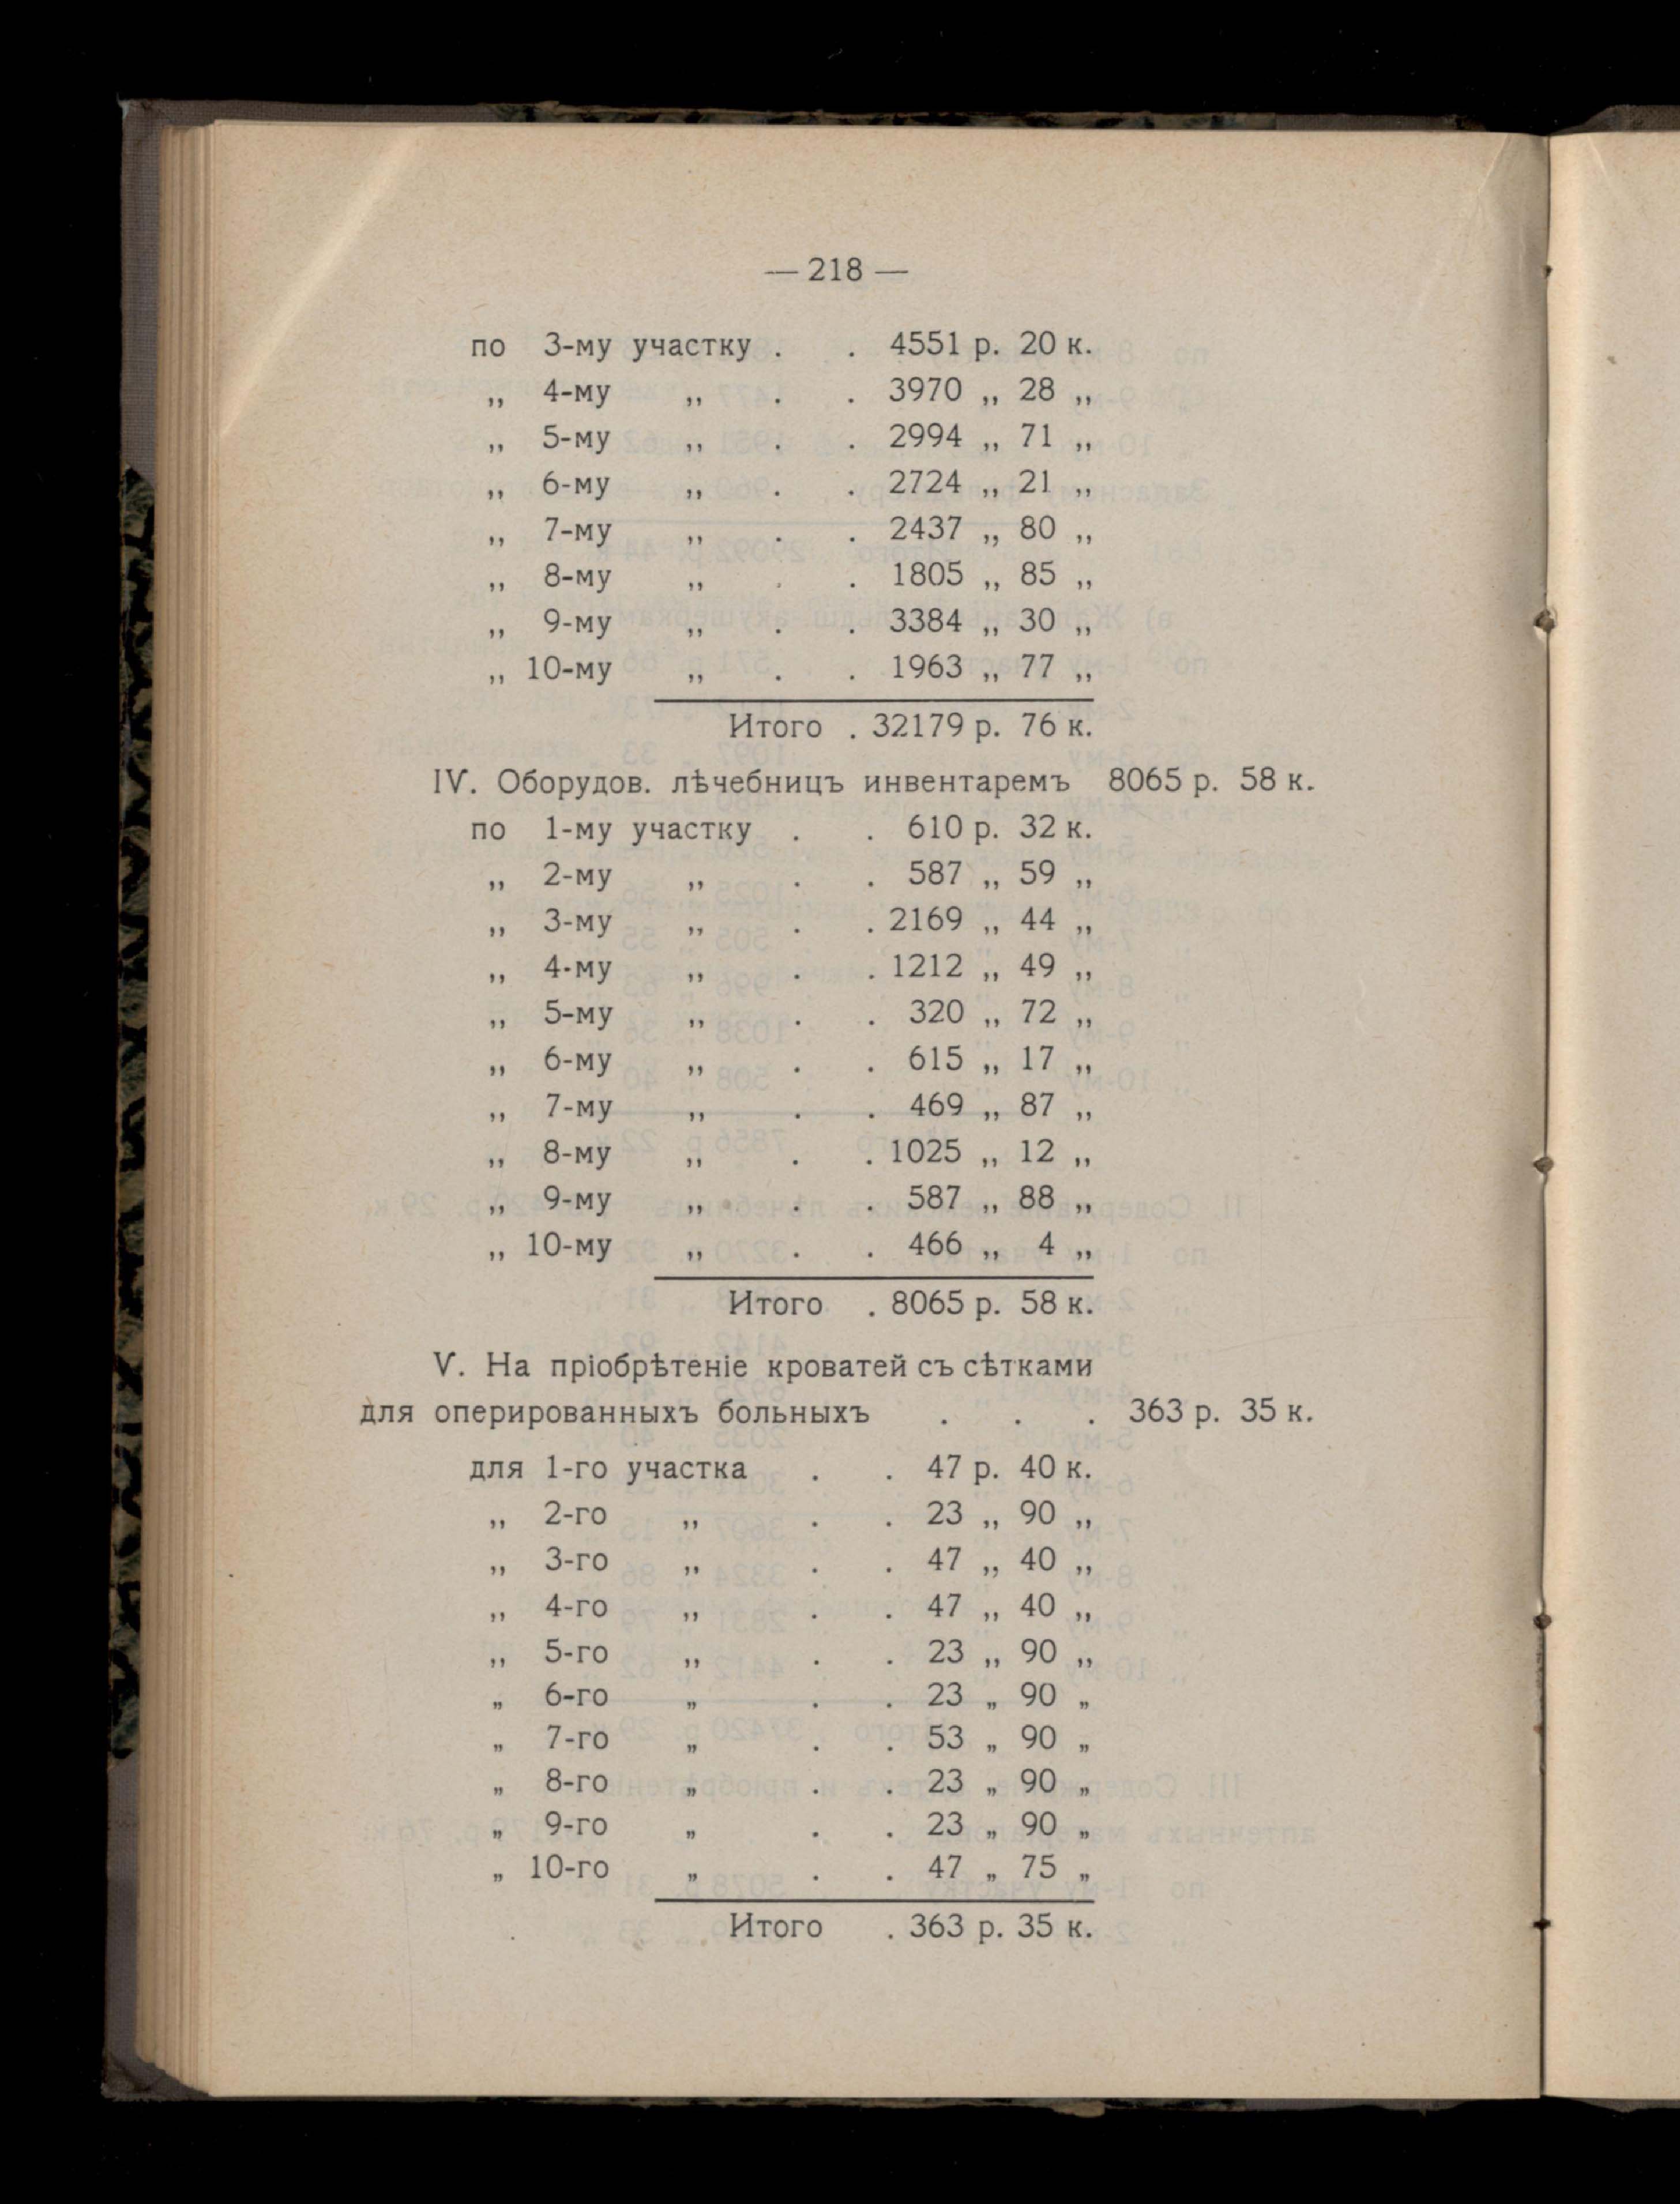 — 218 —
по 3-му участку . . 4551 р. 20 к.
„ 4-му „ . . 3970 „ 28 „
„ 5-му „ . . 2994 „ 71 „
„ 6-му „ . . 2724 „ 21 „
„ 7-му „ . . 2437 „ 80 „
„ 8-му „ . . 1805 „ 85 „
„ 9-му „ . . 3384 „ 30 „
„ 10-му „ . . 1963 „ 77 „
Итого . 32179 р. 76 к.
IV. Оборудов. лѣчебницъ инвентаремъ 8065 р. 58 к.
по 1-му участку . . 610 р. 32 к.
„ 2-му „ . . 587 „ 59 „
„ 3-му „ . . 2169 „ 44 „
„ 4-му „ . . 1212 „ 49 „
„ 5-му „ . . 320 „ 72 „
„ 6-му „ . . 615 „ 17 „
„ 7-му „ . . 469 „ 87 „
„ 8-му „ . . 1025 „ 12 „
„ 9-му „ . . 587 „ 88 „
„ 10-му „ . . 466 „ 4 „
Итого . 8065 р. 58 к.
V. На пріобрѣтеніе кроватей съ сѣтками
для оперированныхъ больныхъ . . . 363 р. 35 к.
для 1-го участка . . 47 р. 40 к.
„ 2-го „ . . 23 „ 90 „
„ 3-го „ . . 47 „ 40 „
„ 4-го „ . . 47 „ 40 „
„ 5-го „ . . 23 „ 90 „
„ 6-го „ . . 23 „ 90 „
„ 7-го „ . . 53 „ 90 „
„ 8-го „ . . 23 „ 90 „
„ 9-го „ . . 23 „ 90 „
„ 10-го „ . . 47 „ 75 „
Итого . 363 р. 35 к.